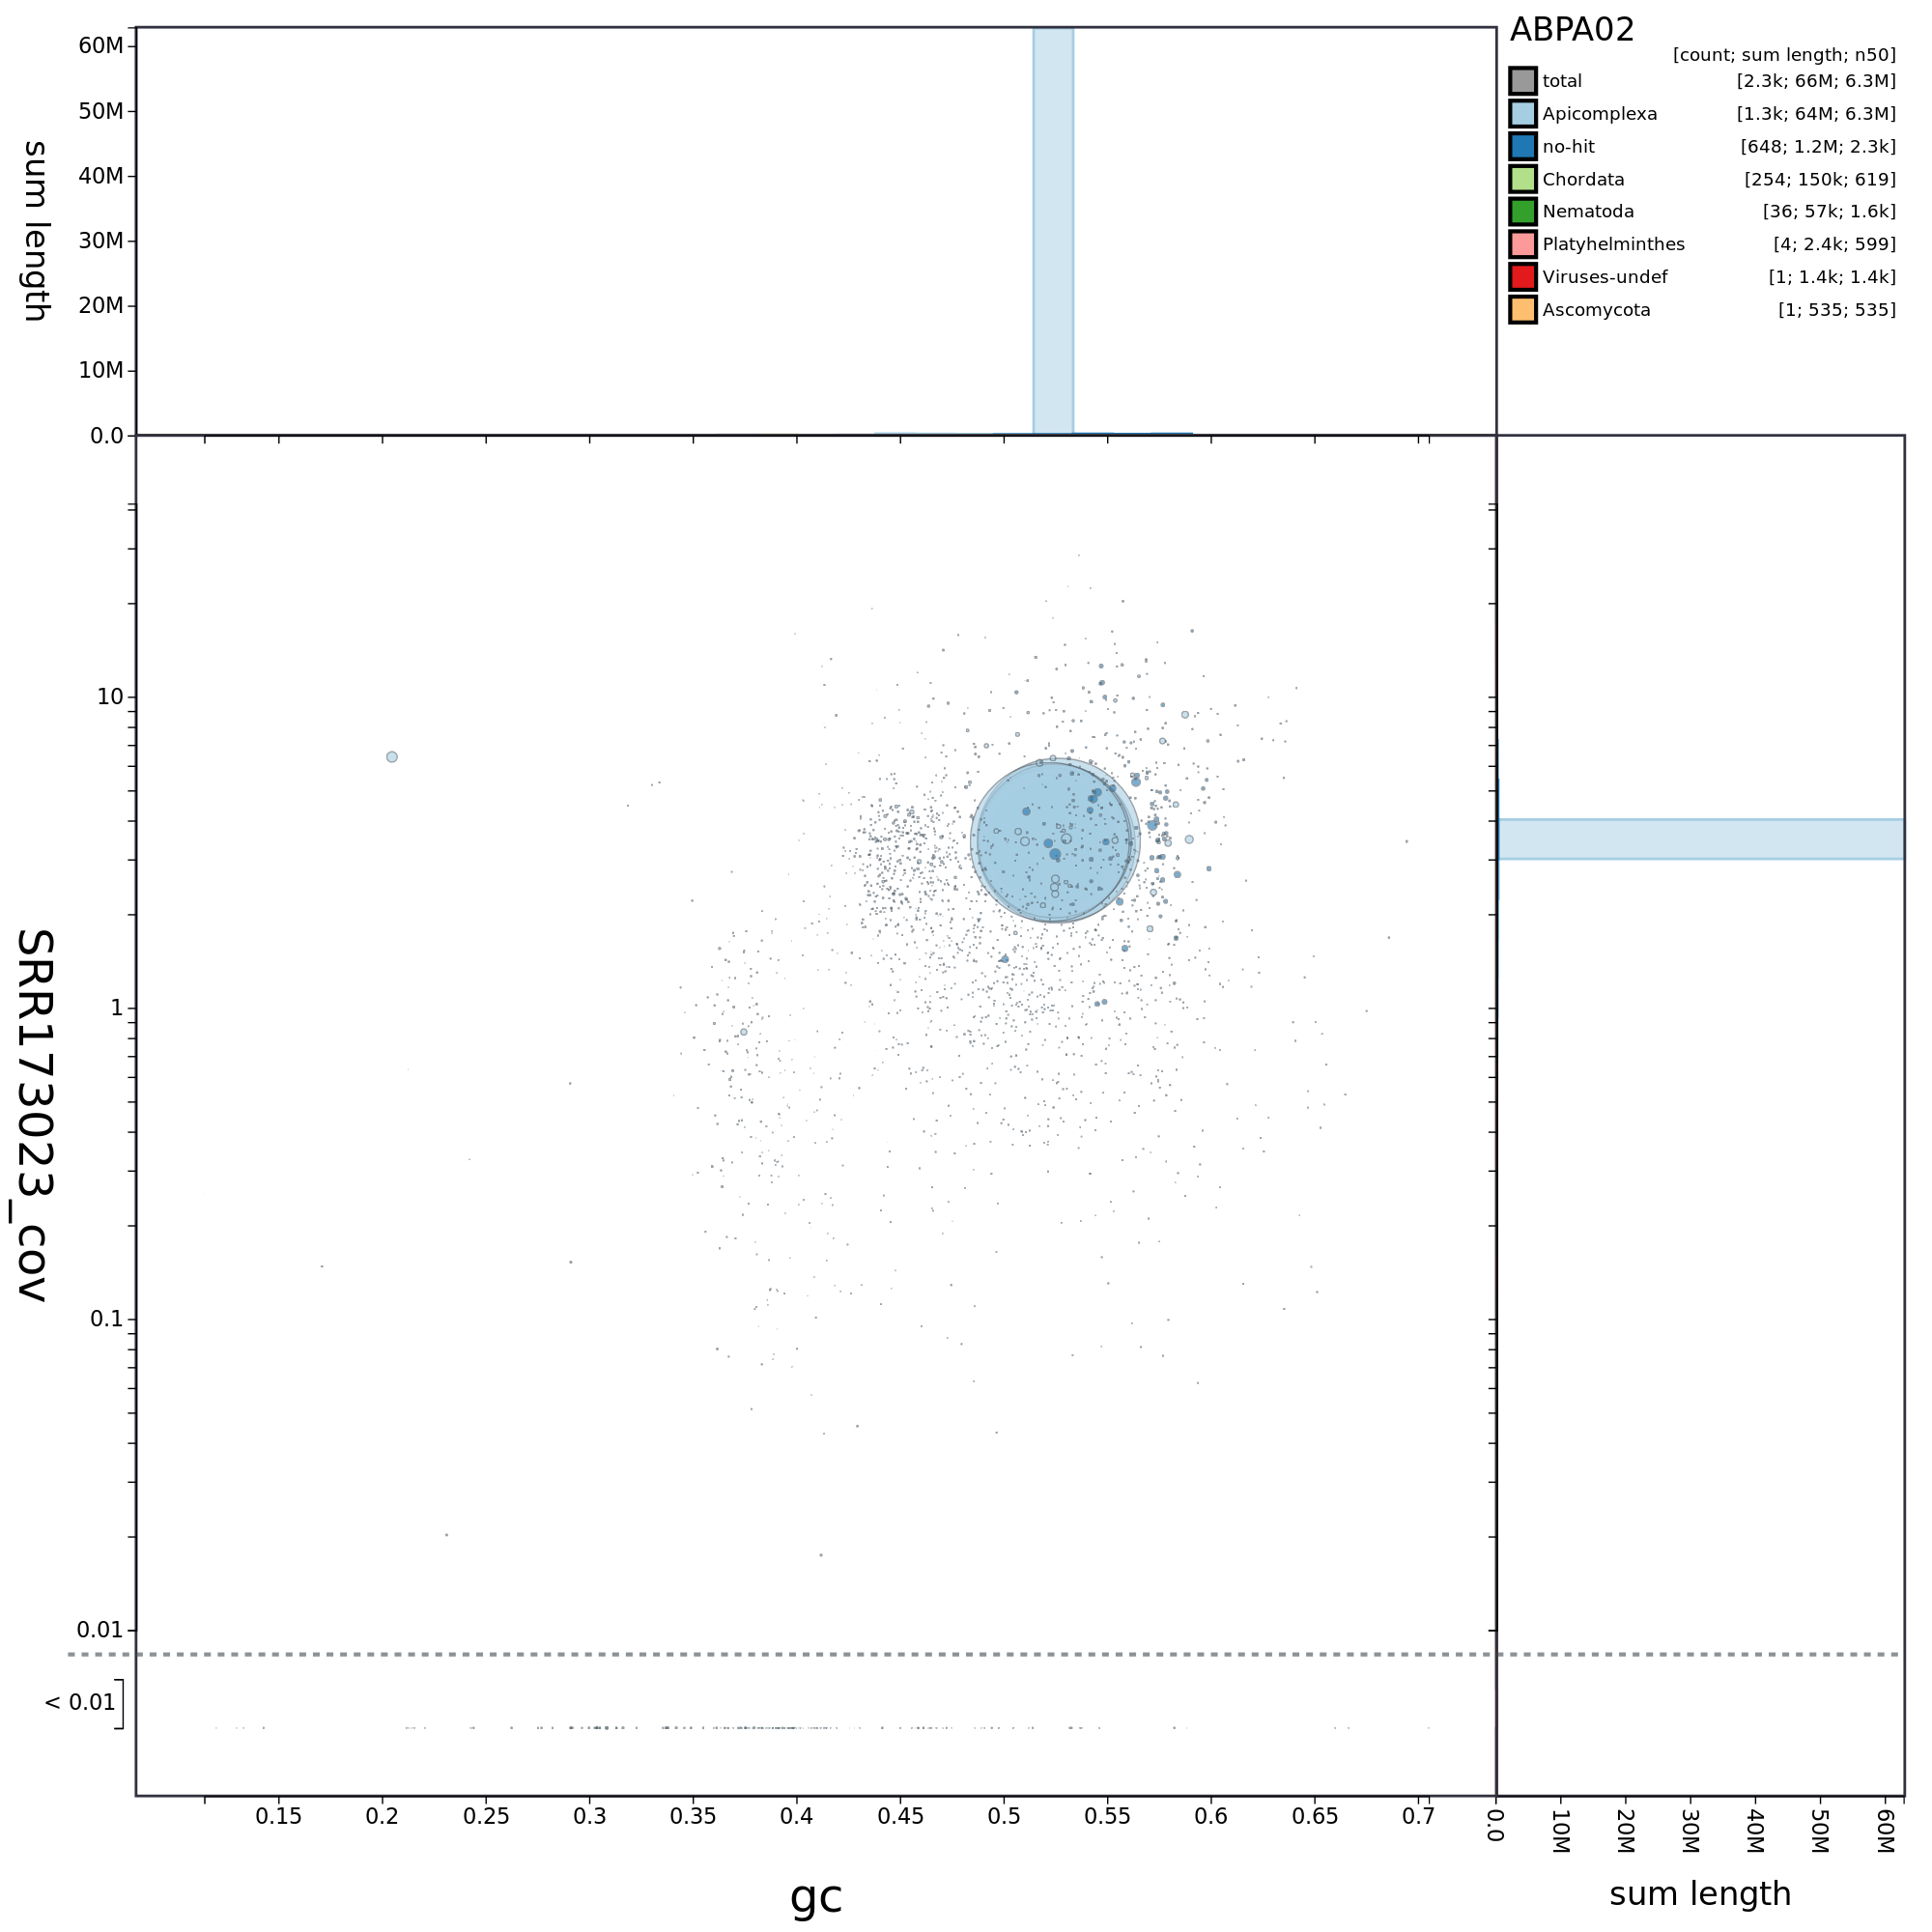 ABPA02
[count; sum length; n50]
total [2.3k; 66M; 6.3M]
Apicomplexa [1.3k; 64M; 6.3M]
no-hit [648; 1.2M; 2.3k]
Chordata [254; 150k; 619]
Nematoda [36; 57k; 1.6k]
Platyhelminthes [4; 2.4k; 599]
Viruses-undef [1; 1.4k; 1.4k]
Ascomycota [1; 535; 535]
60M
50M
40M
30M
20M
10M
0.0
sum length
10
1
0.1
0.01
< 0.01
SRR173023_cov
0.15 0.2 0.25 0.3 0.35 0.4 0.45 0.5 0.55 0.6 0.65 0.7
gc
0.0 10M 20M 30M 40M 50M 60M
sum length